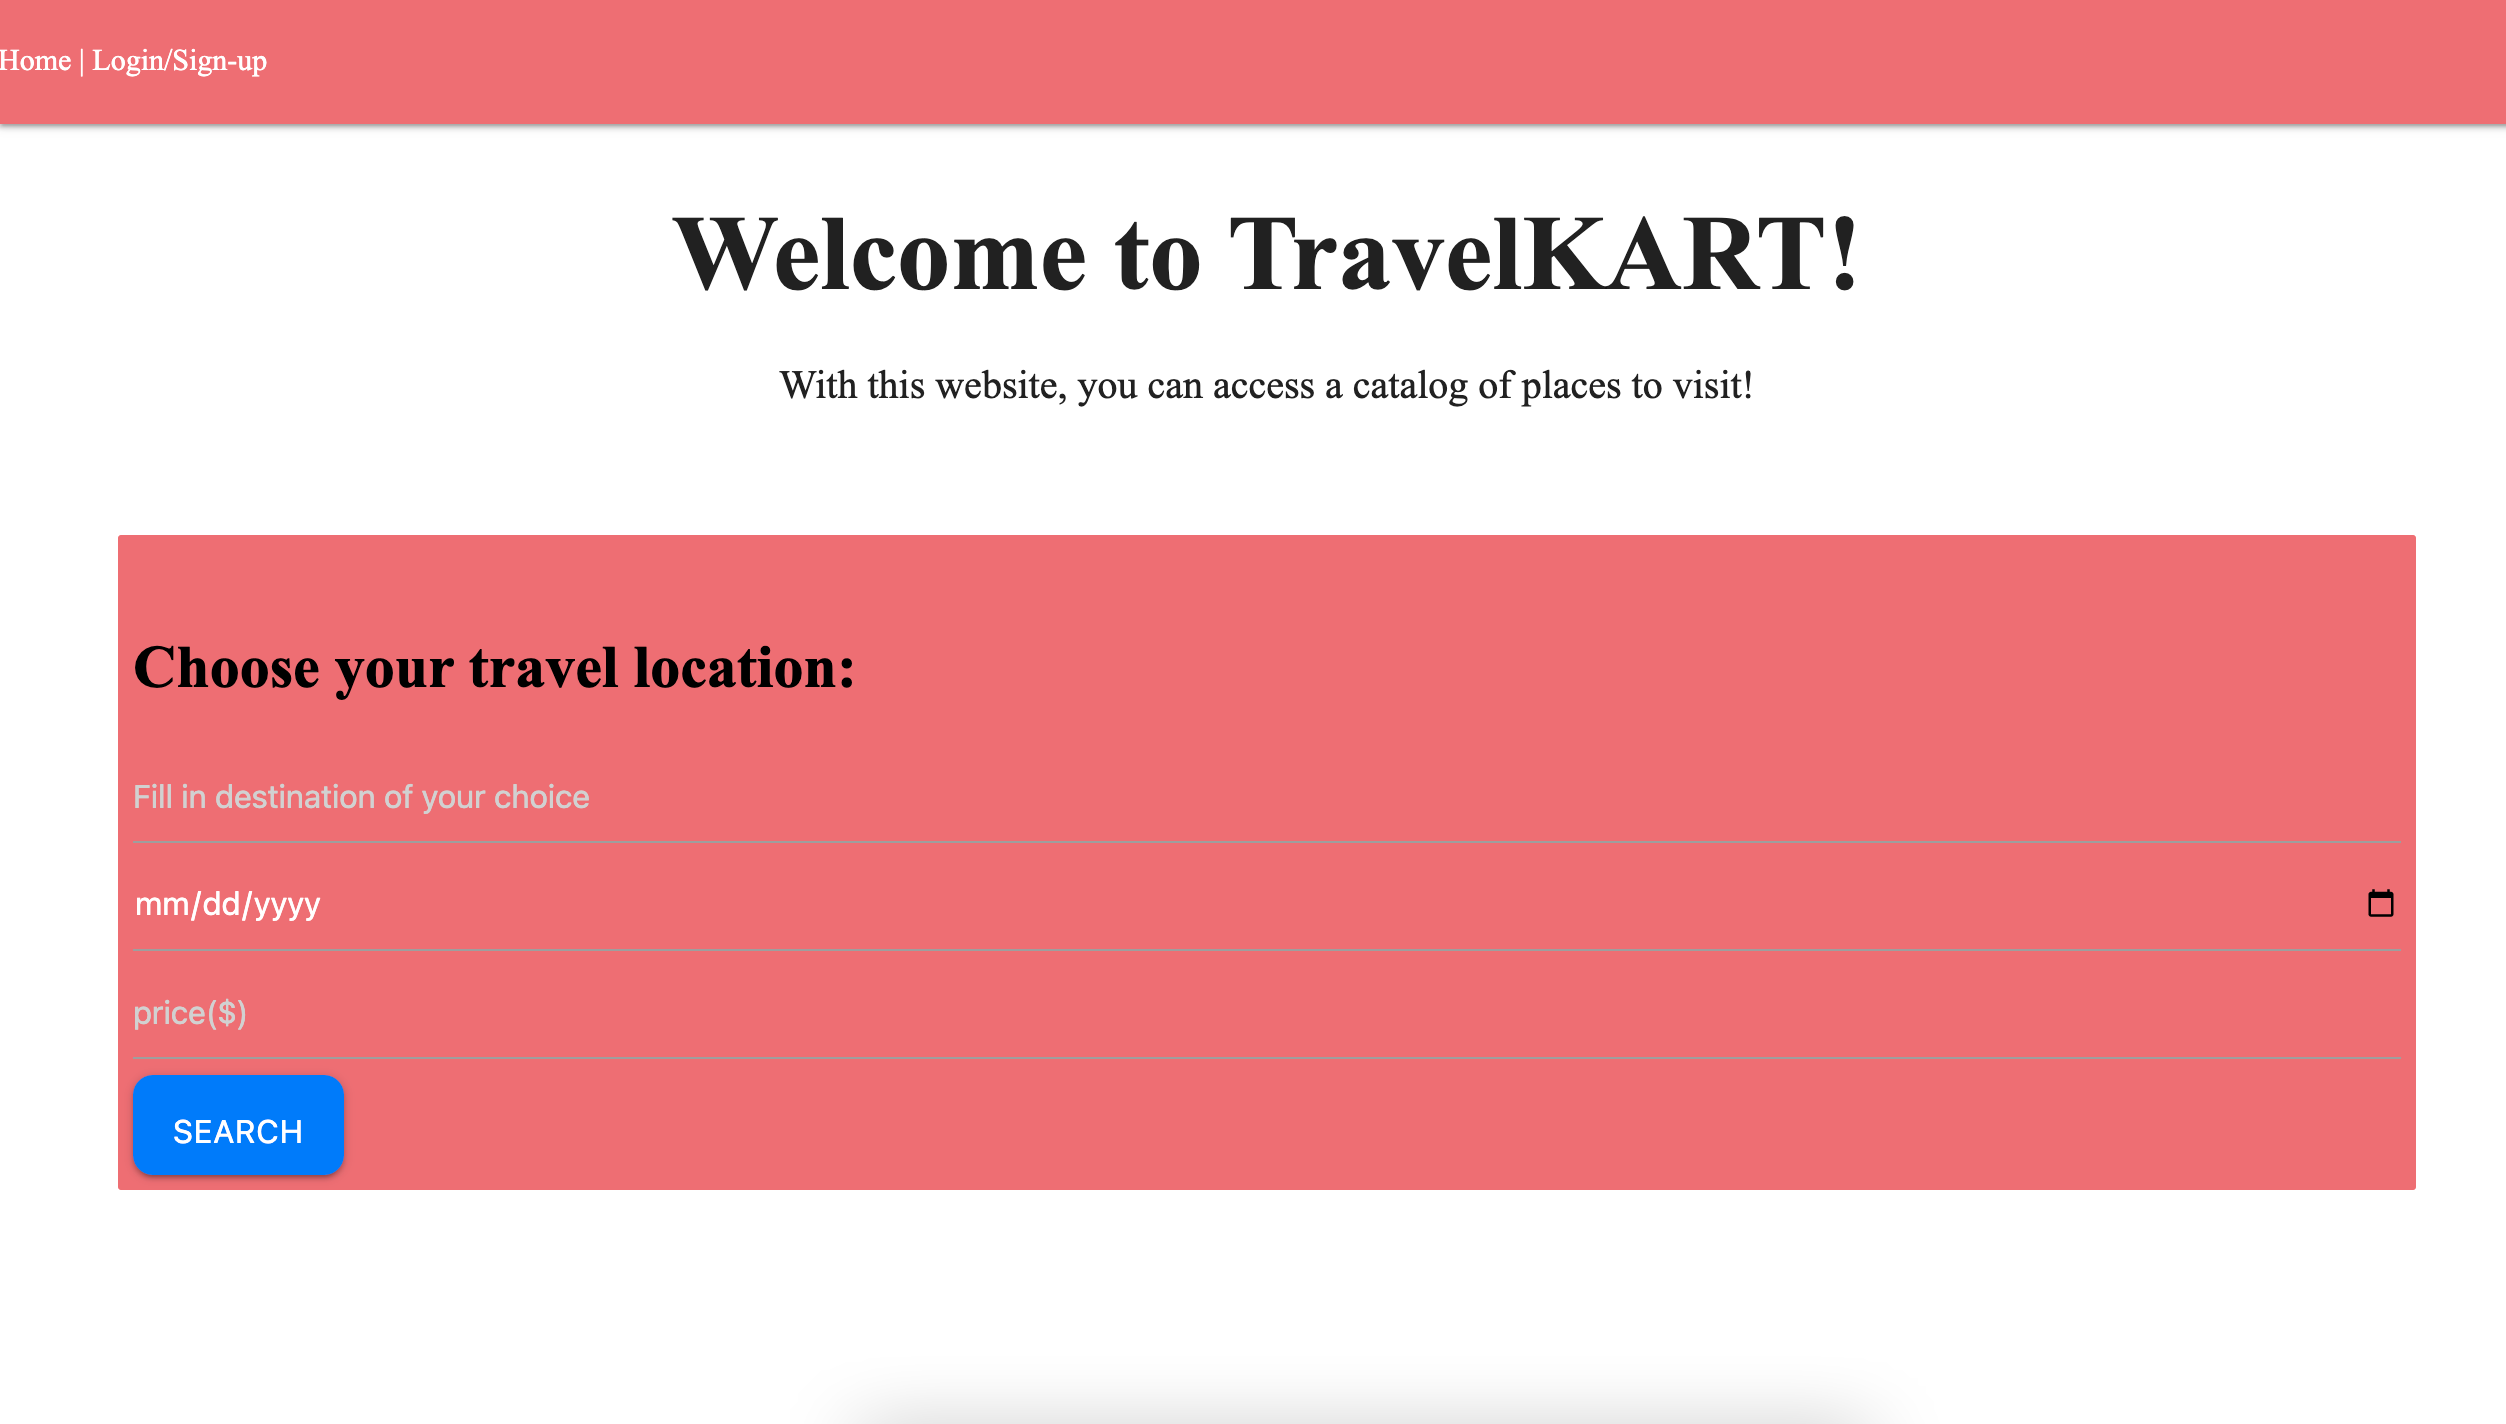 Home | Login/Sign-up
Welcome to TravelKART!
With this website, you can access a catalog of places to visit!
Choose your travel location:
Fill in destination of your choice
mm/dd/yyyy
price($)
SEARCH